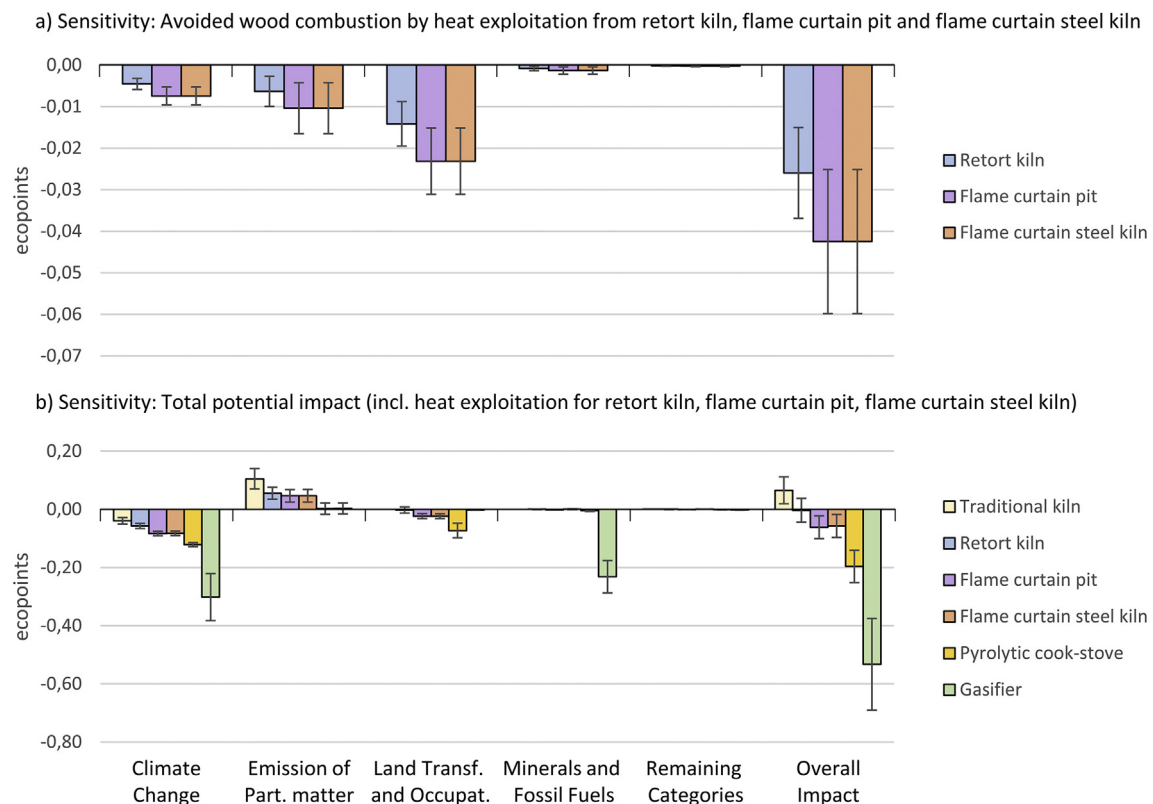 a) Sensitivity: Avoided wood combustion by heat exploitation from retort kiln, flame curtain pit and flame curtain steel kiln
0,00
-0,01
-0,02
-0,03
-0,04
-0,05
-0,06
-0,07
ecopoints
Retort kiln
Flame curtain pit
Flame curtain steel kiln
b) Sensitivity: Total potential impact (incl. heat exploitation for retort kiln, flame curtain pit, flame curtain steel kiln)
0,20
0,00
-0,20
-0,40
-0,60
-0,80
ecopoints
Traditional kiln
Retort kiln
Flame curtain pit
Flame curtain steel kiln
Pyrolytic cook-stove
Gasifier
Climate
Change
Emission of
Part. matter
Land Transf.
and Occupat.
Minerals and
Fossil Fuels
Remaining
Categories
Overall
Impact